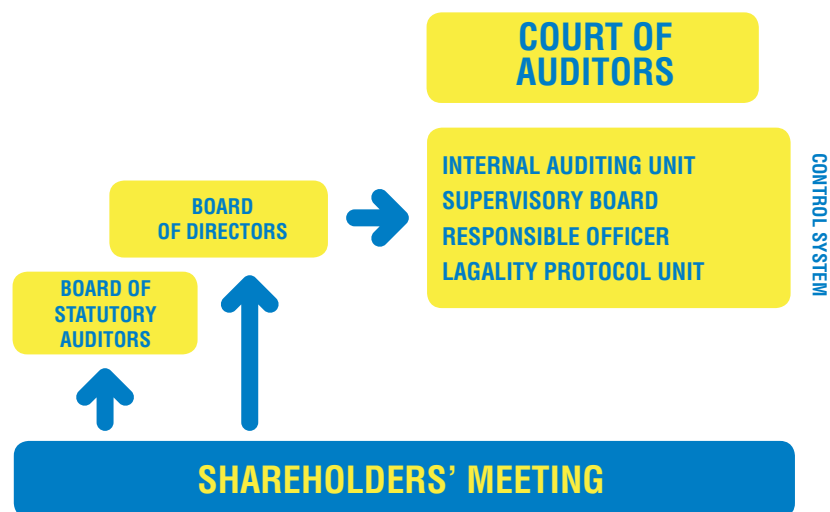 COURT OF
AUDITORS
INTERNAL AUDITING UNIT
SUPERVISORY BOARD
RESPONSIBLE OFFICER
LAGALITY PROTOCOL UNIT
CONTROL SYSTEM
BOARD
OF DIRECTORS
BOARD OF
STATUTORY
AUDITORS
SHAREHOLDERS’ MEETING